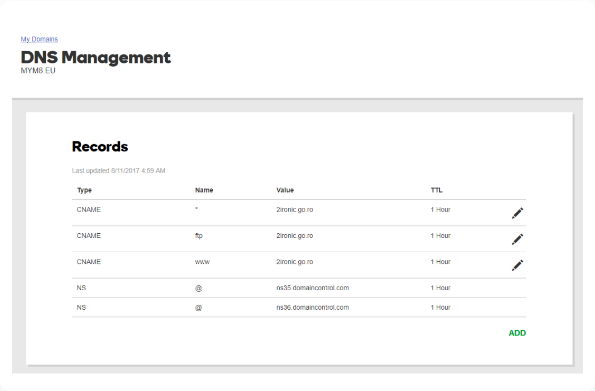 My Domains
DNS Management
MYM8.EU
Records
Last updated 8/11/2017 4:59 AM
Type Name Value TTL
CNAME * 2ironic.go.ro 1 Hour
CNAME ftp 2ironic.go.ro 1 Hour
CNAME www 2ironic.go.ro 1 Hour
NS @ ns35.domaincontrol.com 1 Hour
NS @ ns36.domaincontrol.com 1 Hour
ADD